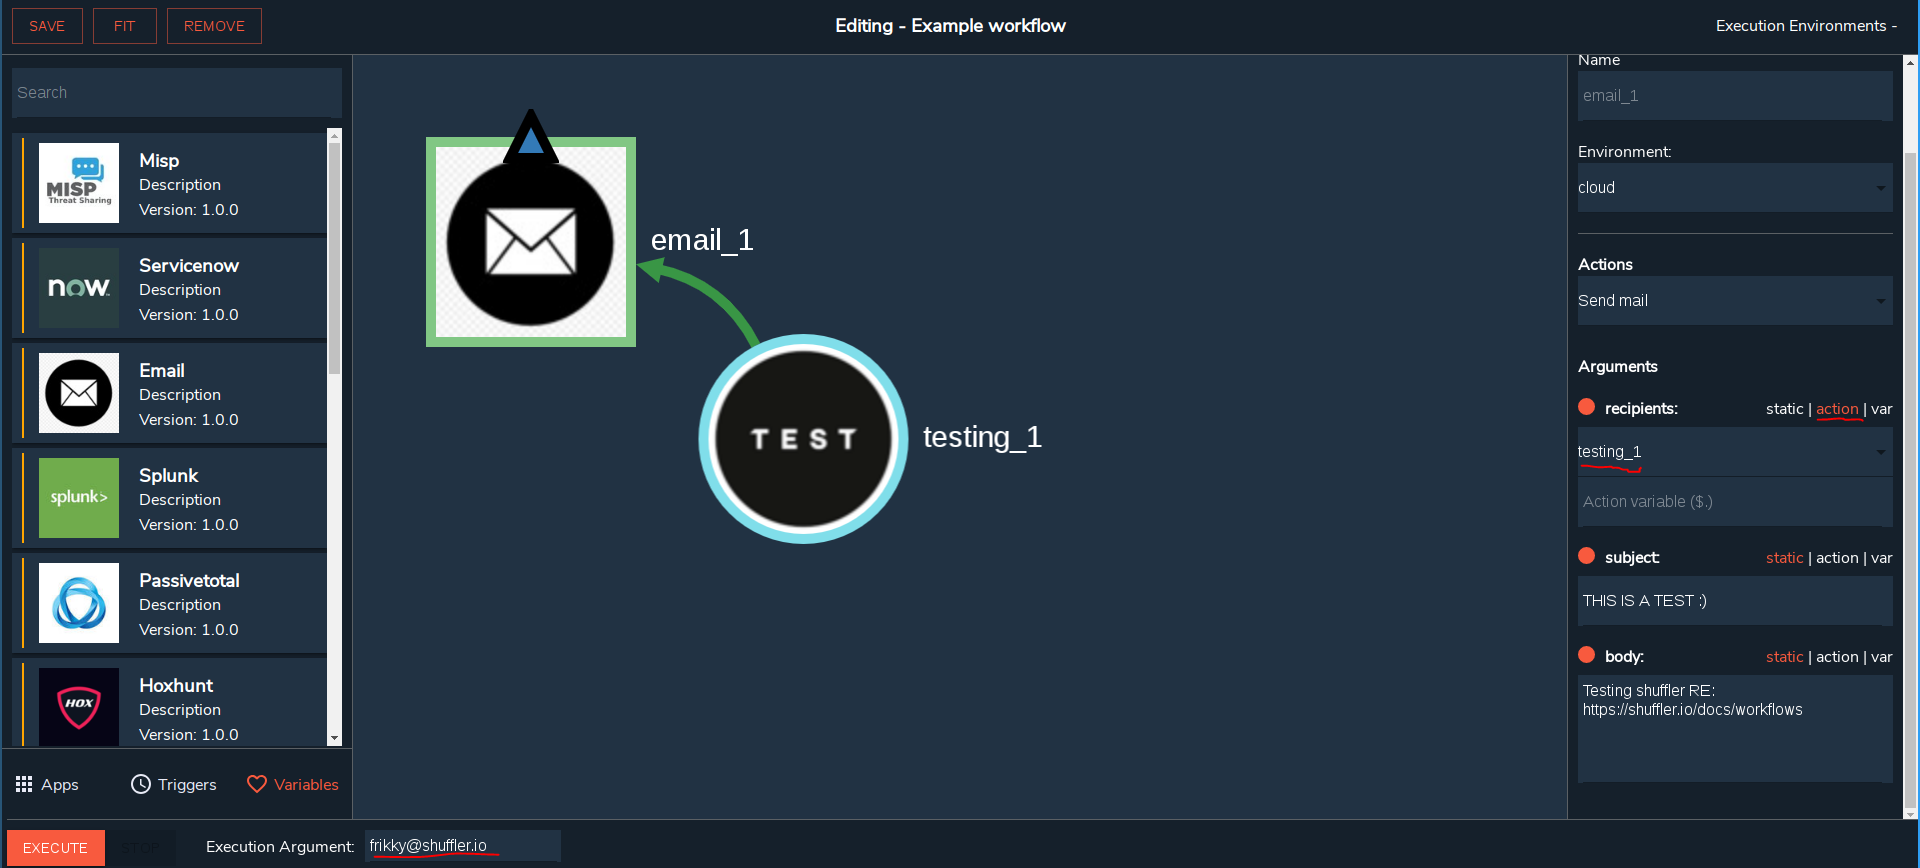 SAVE
FIT
REMOVE
Editing - Example workflow
Execution Environments -
Search
MISP
Threat Sharing
Misp
Description
Version: 1.0.0
now
Servicenow
Description
Version: 1.0.0
Email
Description
Version: 1.0.0
splunk>
Splunk
Description
Version: 1.0.0
Passivetotal
Description
Version: 1.0.0
HOX
Hoxhunt
Description
Version: 1.0.0
Apps
Triggers
Variables
email_1
TEST
testing_1
Name
email_1
Environment:
cloud
Actions
Send mail
Arguments
recipients:
static | action | var
testing_1
Action variable ($.)
subject:
static | action | var
THIS IS A TEST :)
body:
static | action | var
Testing shuffler RE:
https://shuffler.io/docs/workflows
EXECUTE
STOP
Execution Argument:
frikky@shuffler.io